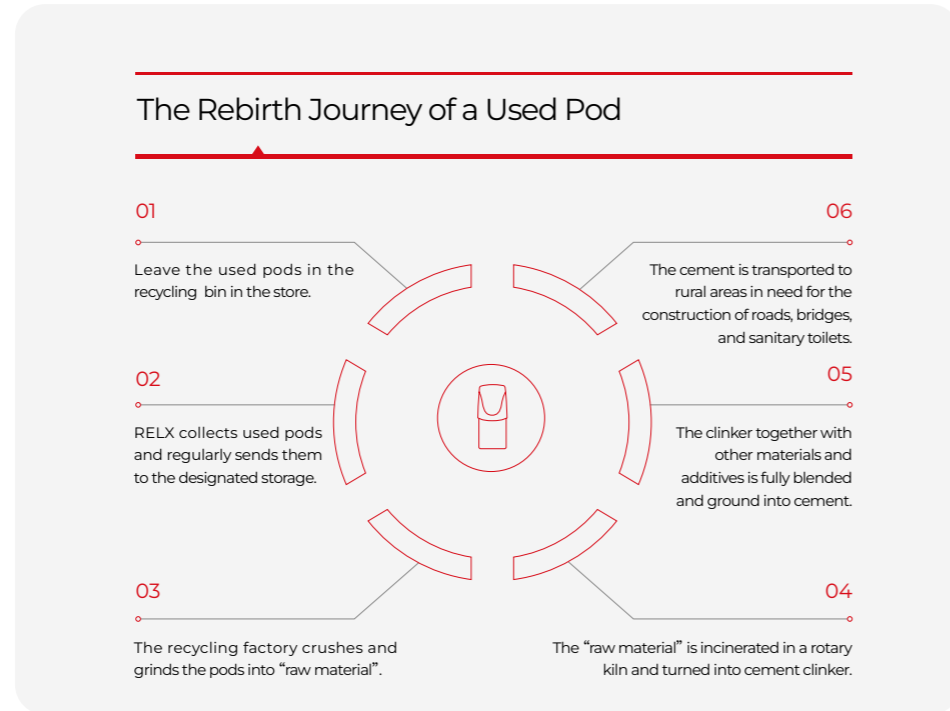 The Rebirth Journey of a Used Pod
01
Leave the used pods in the
recycling bin in the store.
02
RELX collects used pods
and regularly sends them
to the designated storage.
03
The recycling factory crushes and
grinds the pods into “raw material”.
04
The “raw material” is incinerated in a rotary
kiln and turned into cement clinker.
05
The clinker together with
other materials and
additives is fully blended
and ground into cement.
06
The cement is transported to
rural areas in need for the
construction of roads, bridges,
and sanitary toilets.